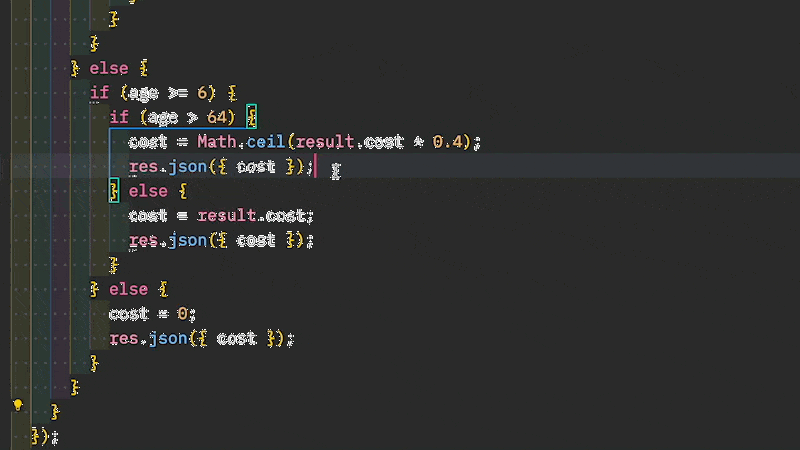 }
}
} else {
if (age >= 6) {
if (age > 64) {
cost = Math.ceil(result.cost * 0.4);
res.json({ cost });
} else {
cost = result.cost;
res.json({ cost });
}
} else {
cost = 0;
res.json({ cost });
}
}
}
});